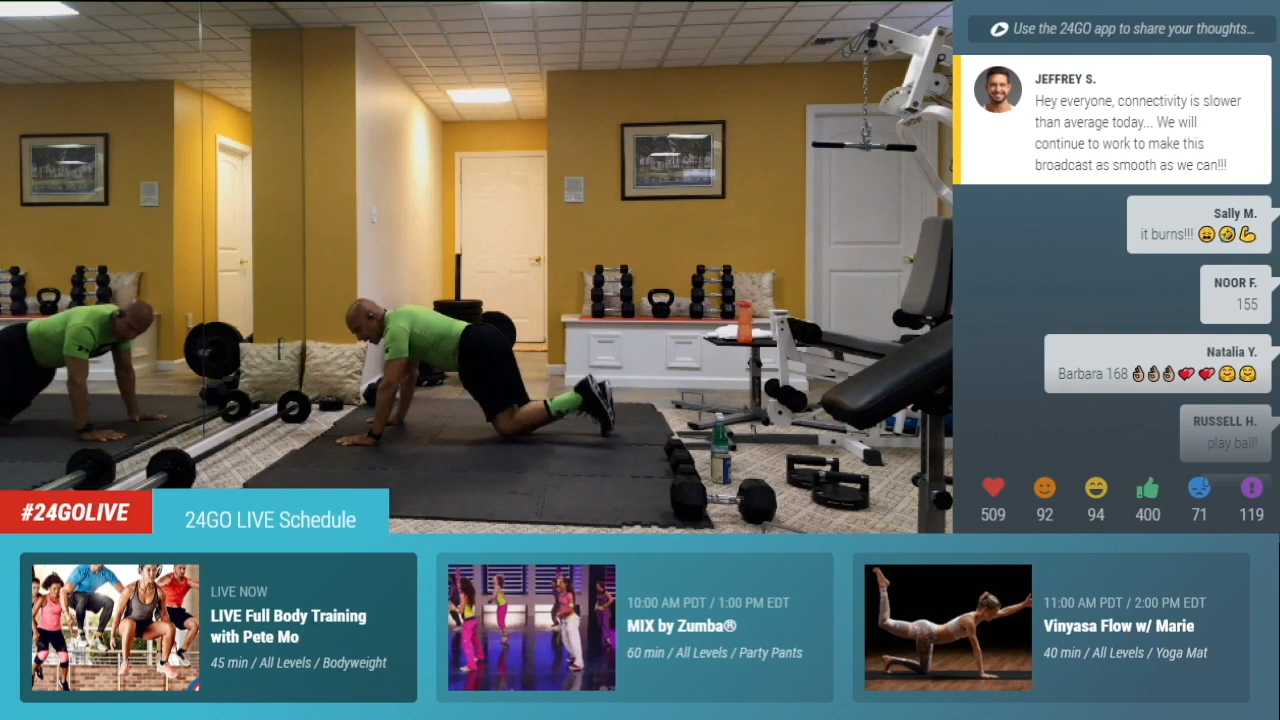 Use the 24GO app to share your thoughts...
JEFFREY S.
Hey everyone, connectivity is slower
than average today... We will
continue to work to make this
broadcast as smooth as we can!!!
Sally M.
it burns!!! 😩🤣💪
NOOR F.
155
Natalia Y.
Barbara 168 👌🏿👌🏿👌🏿❤️❤️🤗🤗
RUSSELL H.
play ball!
509 92 94 400 71 119
#24GOLIVE
24GO LIVE Schedule
LIVE NOW
LIVE Full Body Training
with Pete Mo
45 min / All Levels / Bodyweight
10:00 AM PDT / 1:00 PM EDT
MIX by Zumba®
60 min / All Levels / Party Pants
11:00 AM PDT / 2:00 PM EDT
Vinyasa Flow w/ Marie
40 min / All Levels / Yoga Mat